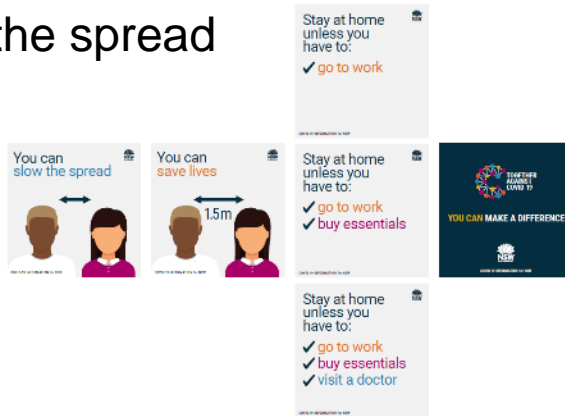 the spread
Stay at home
unless you
have to:
✓ go to work
NSW
You can
slow the spread
You can
save lives
1.5m
Stay at home
unless you
have to:
✓ go to work
✓ buy essentials
TOGETHER
AGAINST
COVID-19
YOU CAN MAKE A DIFFERENCE
NSW
Stay at home
unless you
have to:
✓ go to work
✓ buy essentials
✓ visit a doctor